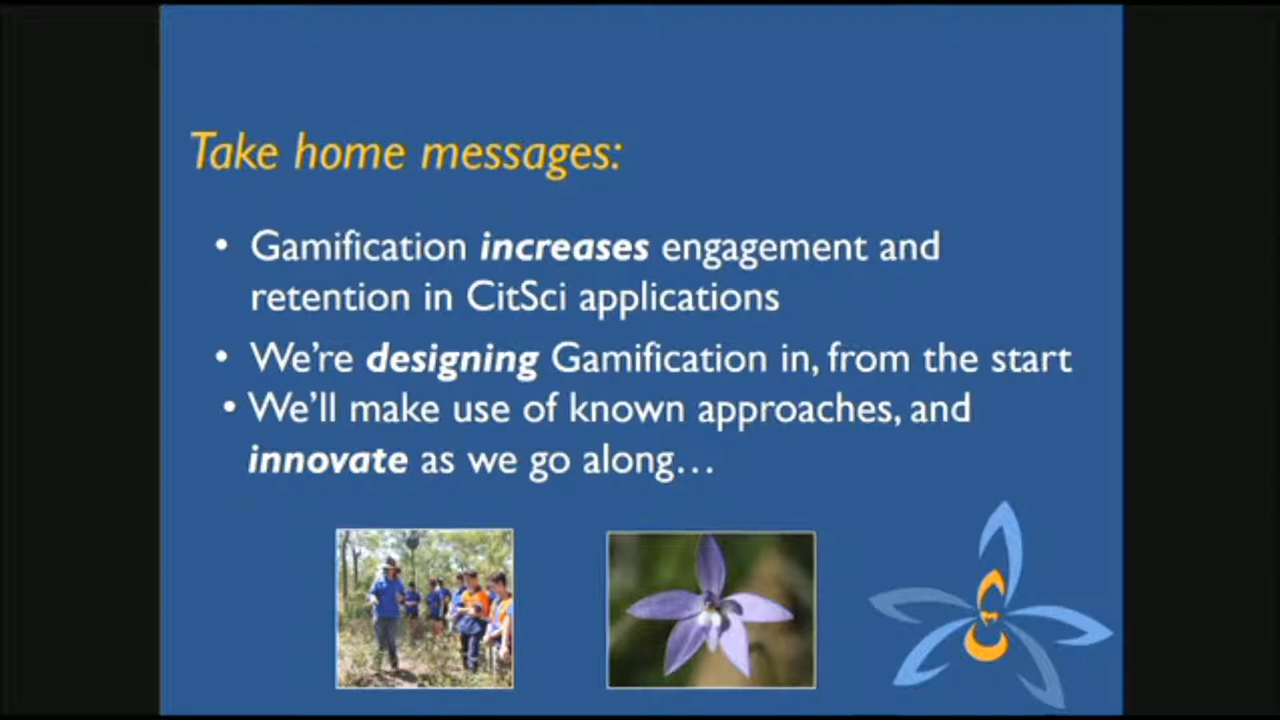 Take home messages:
• Gamification increases engagement and
retention in CitSci applications
• We're designing Gamification in, from the start
• We'll make use of known approaches, and
innovate as we go along…